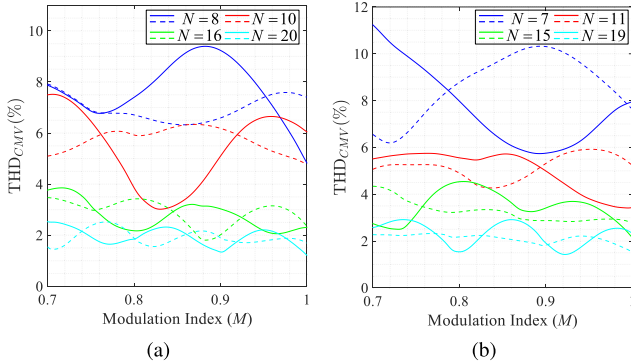 N = 8 N = 10
N = 16 N = 20
10
8
6
4
2
0
THD_CMV (%)
0.7 0.8 0.9 1
Modulation Index (M)
(a)
N = 7 N = 11
N = 15 N = 19
12
10
8
6
4
2
0
THD_CMV (%)
0.7 0.8 0.9 1
Modulation Index (M)
(b)